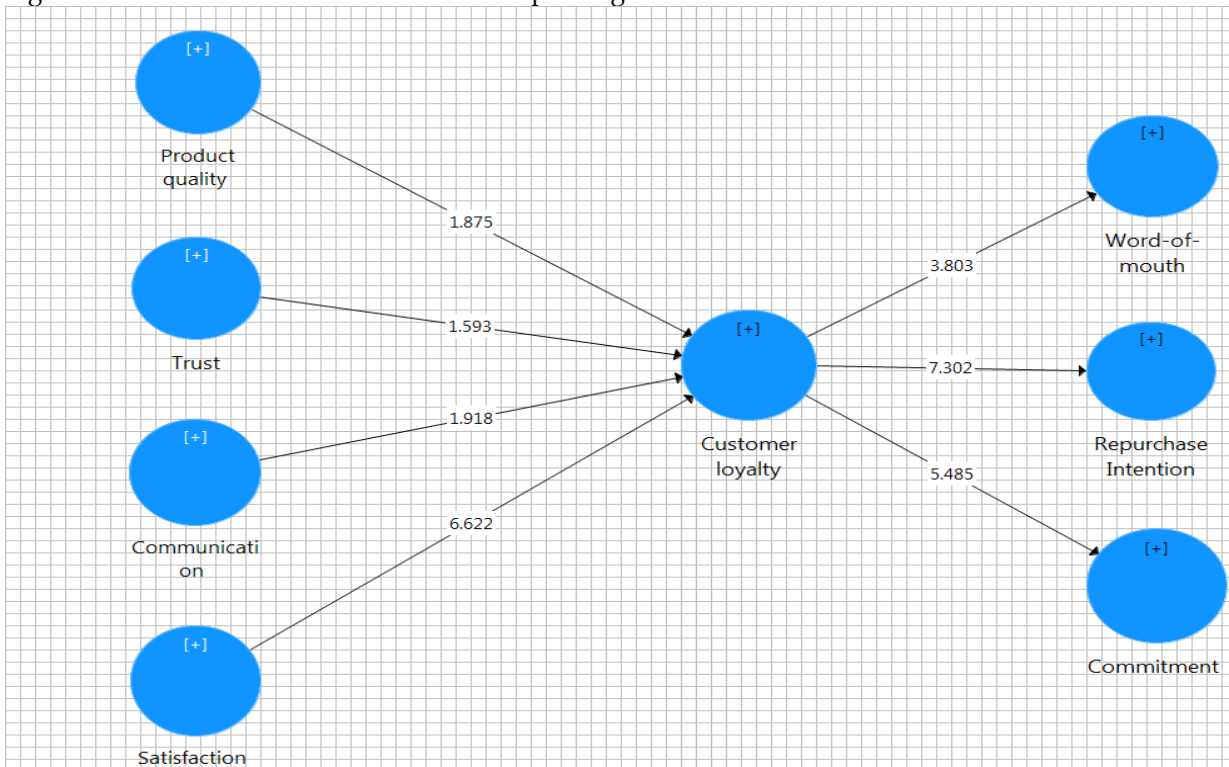 [+]
Product
quality
[+]
Trust
[+]
Communicati
on
[+]
Satisfaction
1.875
1.593
1.918
6.622
[+]
Customer
loyalty
3.803
7.302
5.485
[+]
Word-of-
mouth
[+]
Repurchase
Intention
[+]
Commitment